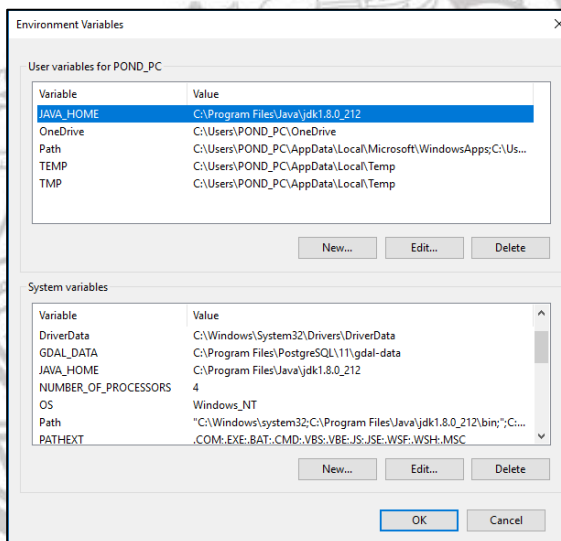 Environment Variables
User variables for POND_PC
Variable Value
JAVA_HOME C:\Program Files\Java\jdk1.8.0_212
OneDrive C:\Users\POND_PC\OneDrive
Path C:\Users\POND_PC\AppData\Local\Microsoft\WindowsApps;C:\Us...
TEMP C:\Users\POND_PC\AppData\Local\Temp
TMP C:\Users\POND_PC\AppData\Local\Temp
New... Edit... Delete
System variables
Variable Value
DriverData C:\Windows\System32\Drivers\DriverData
GDAL_DATA C:\Program Files\PostgreSQL\11\gdal-data
JAVA_HOME C:\Program Files\Java\jdk1.8.0_212
NUMBER_OF_PROCESSORS 4
OS Windows_NT
Path "C:\Windows\system32;C:\Program Files\Java\jdk1.8.0_212\bin;";C:...
PATHEXT .COM;.EXE;.BAT;.CMD;.VBS;.VBE;.JS;.JSE;.WSF;.WSH;.MSC
New... Edit... Delete
OK Cancel